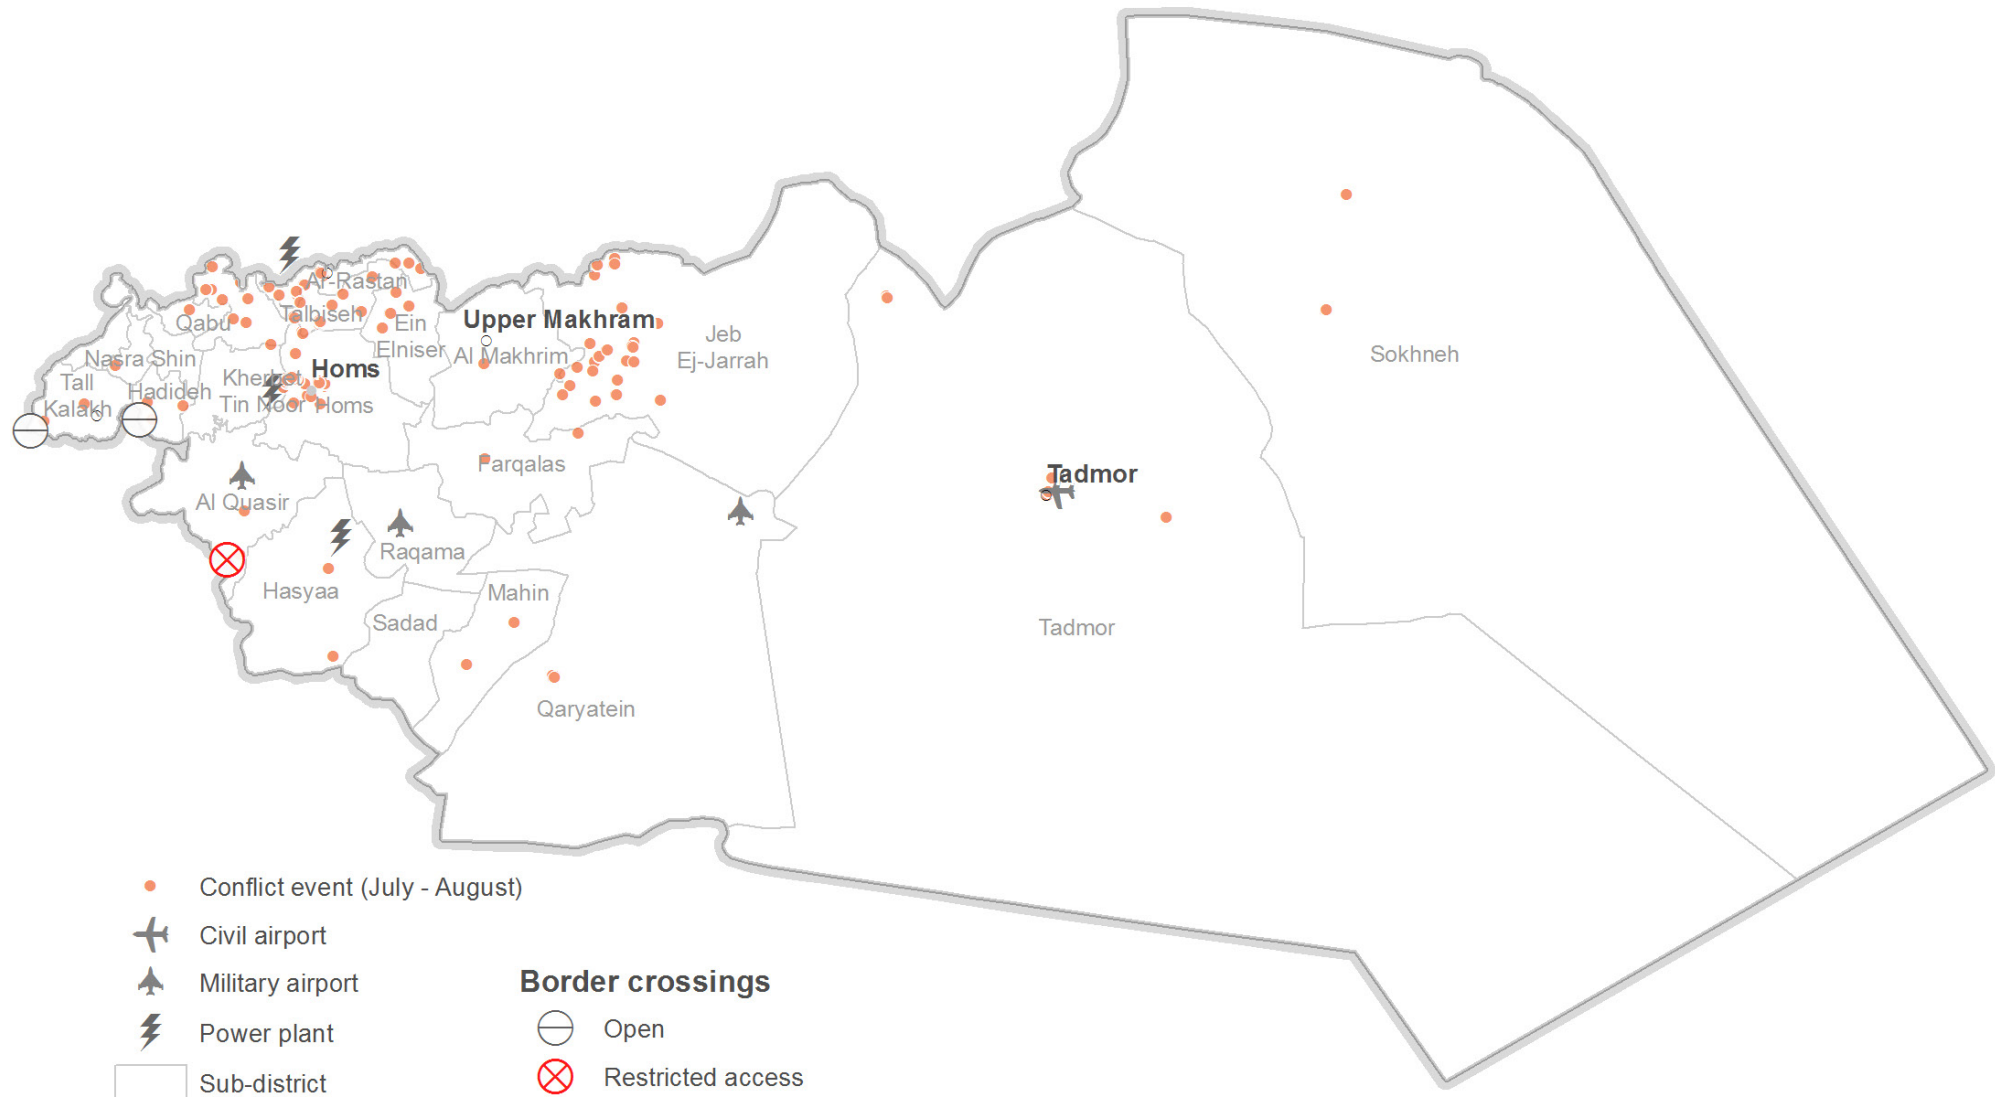 Al-Rastan
Talbiseh
Qabu
Ein
Elniser
Upper Makhram
Al Makhrim
Jeb
Ej-Jarrah
Sokhneh
Nasra Shin
Homs
Tall
Kalakh
Hadideh
Kherbet
Tin Noor
Homs
Farqalas
Tadmor
Al Quasir
Raqama
Hasyaa
Mahin
Sadad
Tadmor
Qaryatein
Conflict event (July - August)
Civil airport
Military airport
Power plant
Sub-district
Border crossings
Open
Restricted access